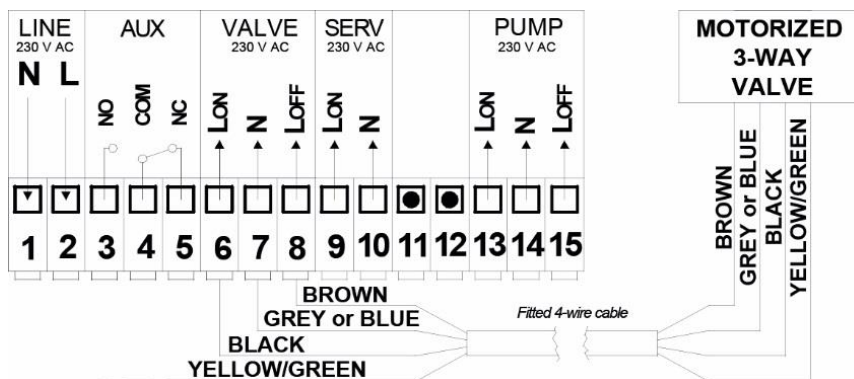 LINE AUX VALVE SERV PUMP
230 V AC 230 V AC 230 V AC 230 V AC
N L
NO COM NC LON N LOFF LON N LON N LOFF
1 2 3 4 5 6 7 8 9 10 11 12 13 14 15
MOTORIZED
3-WAY
VALVE
BROWN
GREY or BLUE
BLACK
YELLOW/GREEN
BROWN
GREY or BLUE
BLACK
YELLOW/GREEN
Fitted 4-wire cable